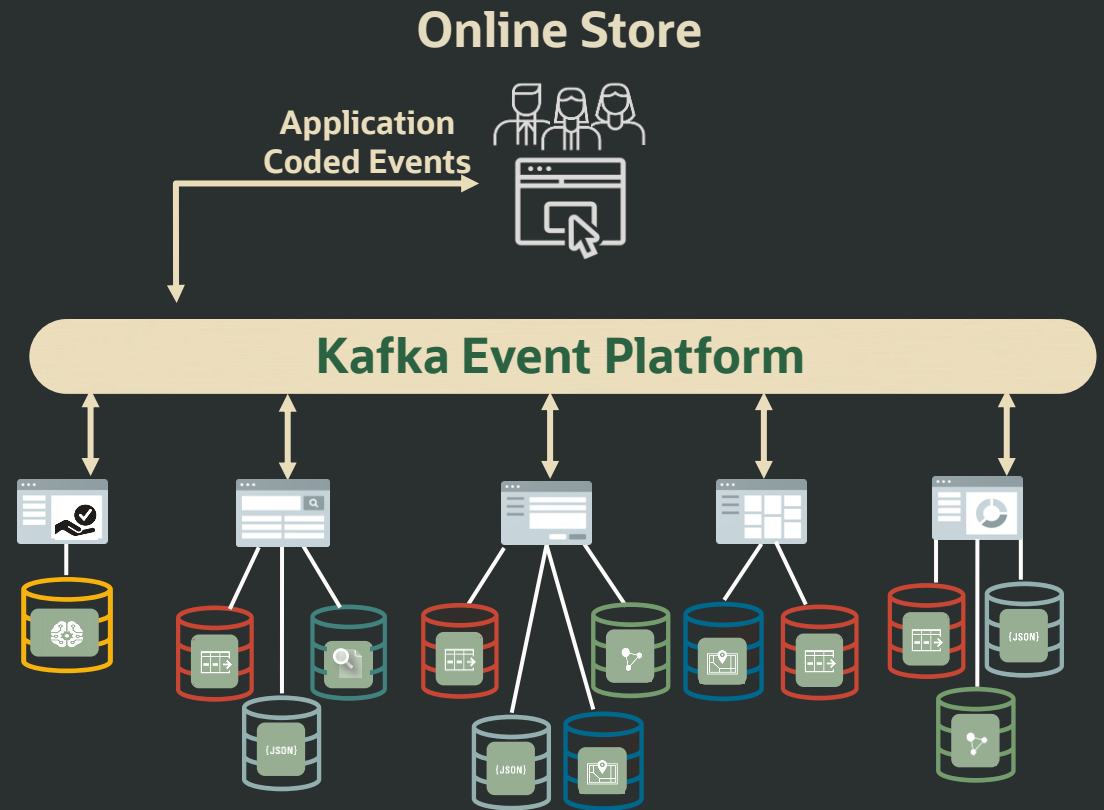 Online Store
Application
Coded Events
Kafka Event Platform
{JSON}
{JSON}
{JSON}